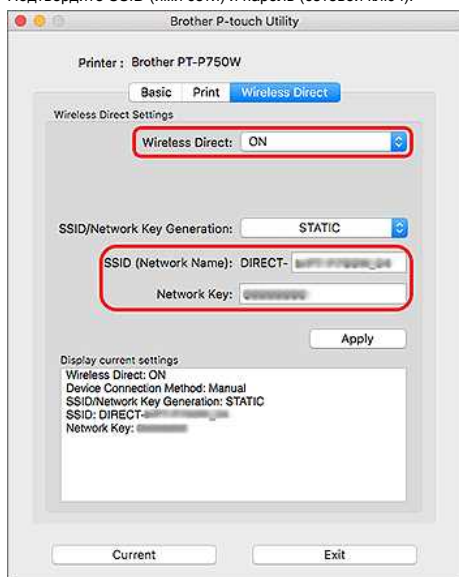 Brother P-touch Utility
Printer : Brother PT-P750W
Basic Print Wireless Direct
Wireless Direct Settings
Wireless Direct: ON
SSID/Network Key Generation: STATIC
SSID (Network Name): DIRECT-
Network Key:
Apply
Display current settings
Wireless Direct: ON
Device Connection Method: Manual
SSID/Network Key Generation: STATIC
SSID: DIRECT-
Network Key:
Current Exit